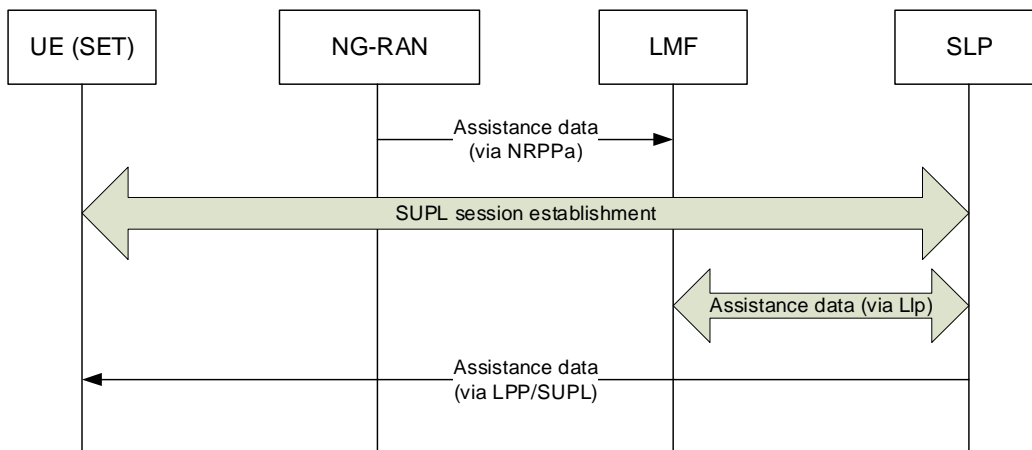 UE (SET)
NG-RAN
LMF
SLP
Assistance data
(via NRPPa)
SUPL session establishment
Assistance data (via Llp)
Assistance data
(via LPP/SUPL)